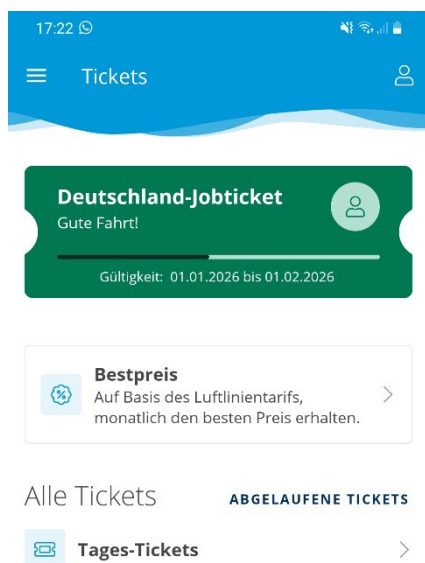 17:22
Tickets
Deutschland-Jobticket
Gute Fahrt!
Gültigkeit: 01.01.2026 bis 01.02.2026
Bestpreis
Auf Basis des Luftlinientarifs,
monatlich den besten Preis erhalten.
Alle Tickets ABGELAUFENE TICKETS
Tages-Tickets